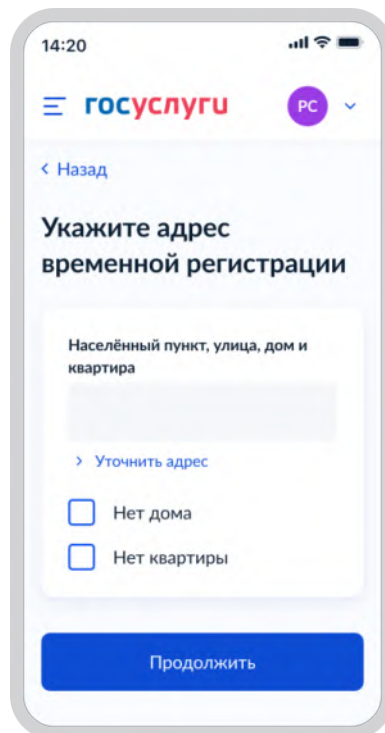 14:20
госуслуги
РС
Назад
Укажите адрес
временной регистрации
Населённый пункт, улица, дом и
квартира
Уточнить адрес
Нет дома
Нет квартиры
Продолжить